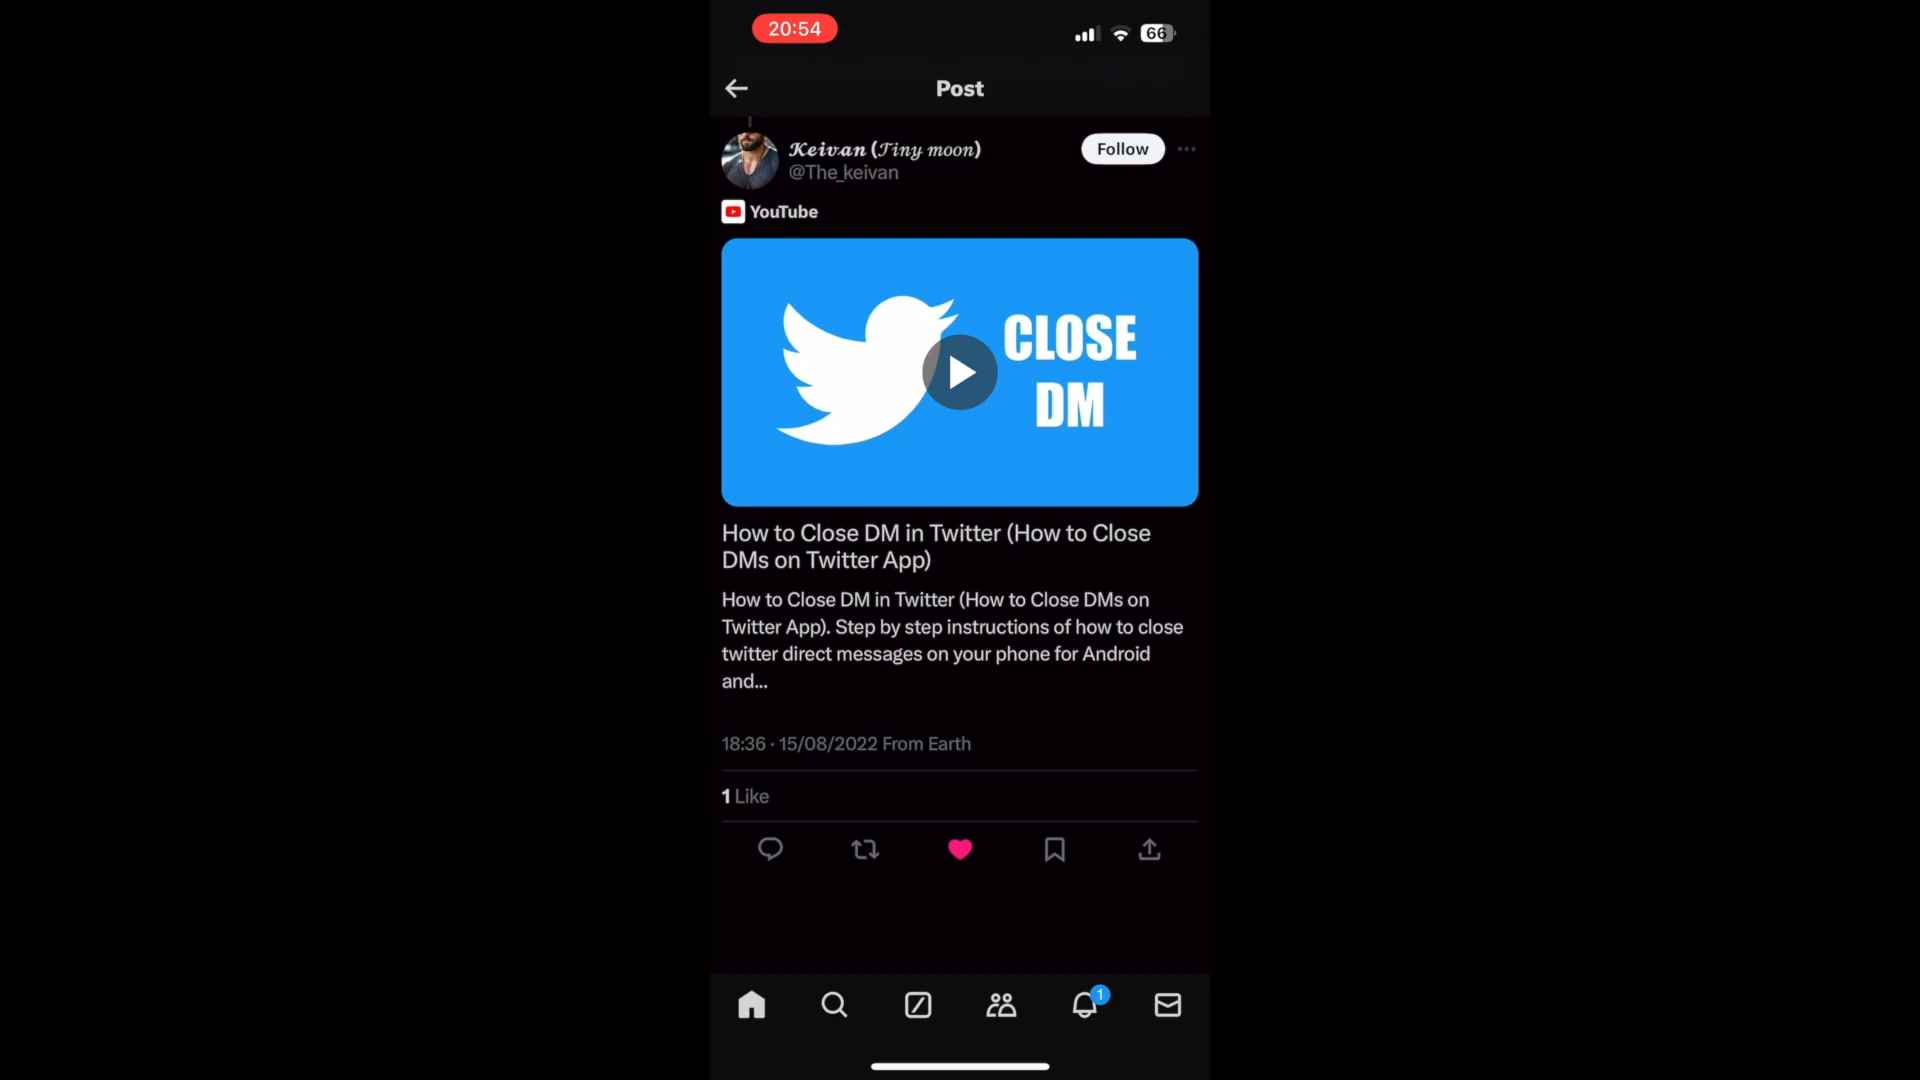 20:54
66
Post
𝓚𝓮𝓲𝓿𝓪𝓷 (𝓣𝓲𝓷𝔂 𝓶𝓸𝓸𝓷)
Follow
@The_keivan
YouTube
CLOSE
DM
How to Close DM in Twitter (How to Close
DMs on Twitter App)
How to Close DM in Twitter (How to Close DMs on
Twitter App). Step by step instructions of how to close
twitter direct messages on your phone for Android
and...
18:36 · 15/08/2022 From Earth
1 Like
1